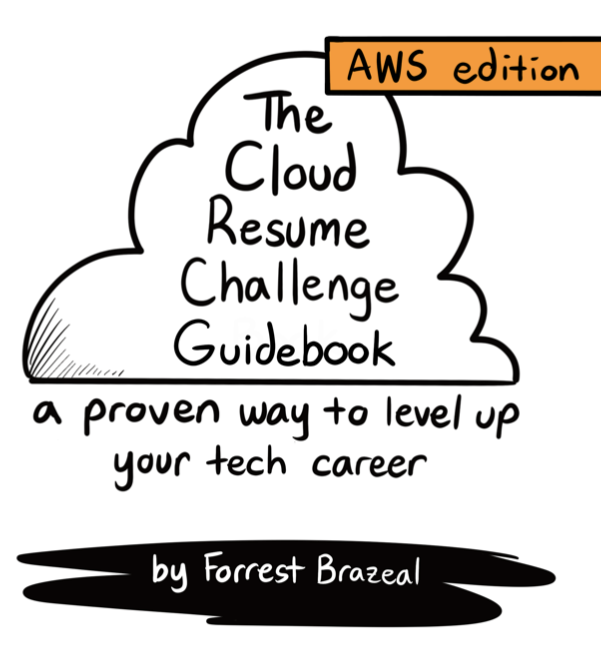 AWS edition
The
Cloud
Resume
Challenge
Guidebook
a proven way to level up
your tech career
by Forrest Brazeal